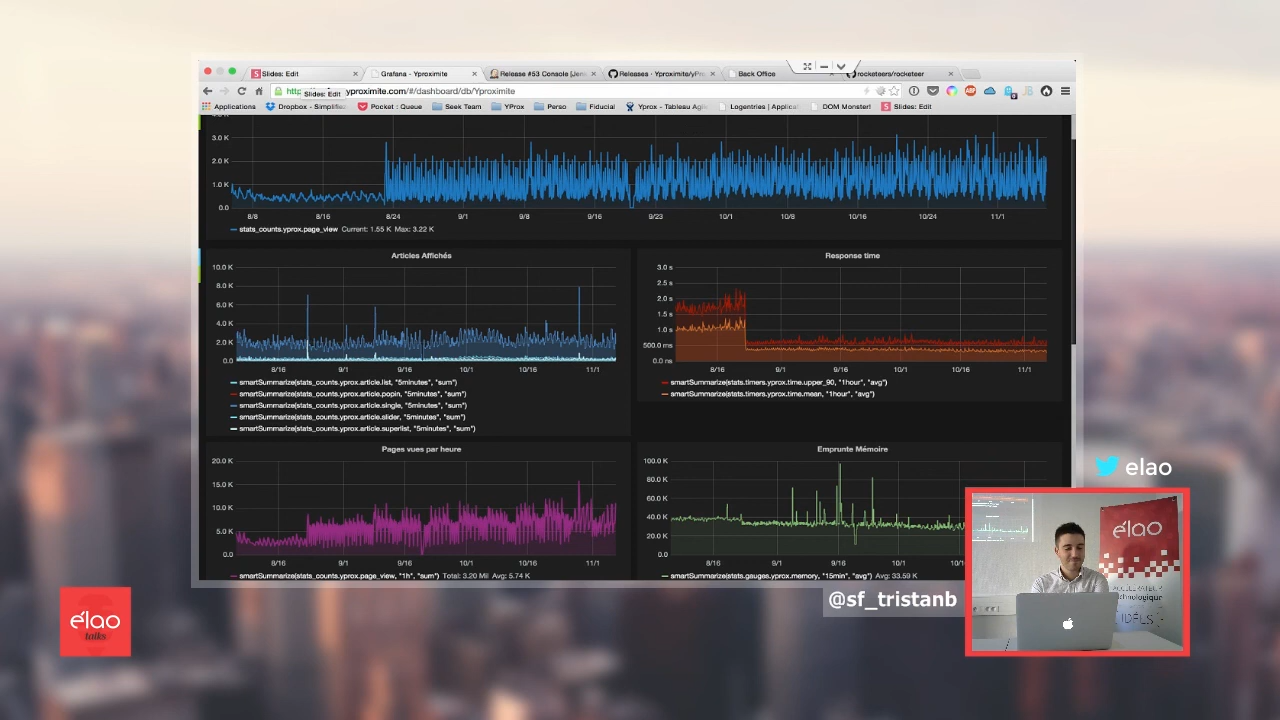 Slides: Edit
Grafana - Yproximite
Release #53 Console [Jen
Releases · Yproximite/yPr
Back Office
rocketeers/rocketeer
Slides: Edit
yproximite.com/#/dashboard/db/Yproximite
Applications
Dropbox - Simplifie
Pocket : Queue
Seek Team
YProx
Perso
Fiducial
Yprox - Tableau Agi
Logentries | Applica
DOM Monster!
Slides: Edit
3.0 K
2.0 K
1.0 K
0.0
8/8 8/16 8/24 9/1 9/8 9/16 9/23 10/1 10/8 10/16 10/24 11/1
stats_counts.yprox.page_view Current: 1.55 K Max: 3.22 K
Articles Affichés
10.0 K
8.0 K
6.0 K
4.0 K
2.0 K
0.0
8/16 9/1 9/16 10/1 10/16 11/1
smartSummarize(stats_counts.yprox.article.list, "5minutes", "sum")
smartSummarize(stats_counts.yprox.article.popin, "5minutes", "sum")
smartSummarize(stats_counts.yprox.article.single, "5minutes", "sum")
smartSummarize(stats_counts.yprox.article.slider, "5minutes", "sum")
smartSummarize(stats_counts.yprox.article.superlist, "5minutes", "sum")
Response time
3.0 s
2.5 s
2.0 s
1.5 s
1.0 s
500.0 ms
0.0 ns
8/16 9/1 9/16 10/1 10/16 11/1
smartSummarize(stats.timers.yprox.time.upper_90, "1hour", "avg")
smartSummarize(stats.timers.yprox.time.mean, "1hour", "avg")
Pages vues par heure
20.0 K
15.0 K
10.0 K
5.0 K
0.0
8/16 9/1 9/16 10/1 10/16 11/1
smartSummarize(stats_counts.yprox.page_view, "1h", "sum") Total: 3.20 Mil Avg: 5.74 K
Emprunte Mémoire
100.0 K
80.0 K
60.0 K
40.0 K
20.0 K
0.0
8/16 9/1 9/16 10/1
smartSummarize(stats.gauges.yprox.memory, "15min", "avg") Avg: 33.59 K
elao
élao
ACCELERATEUR
technologique
IDÉES
@sf_tristanb
élao
talks